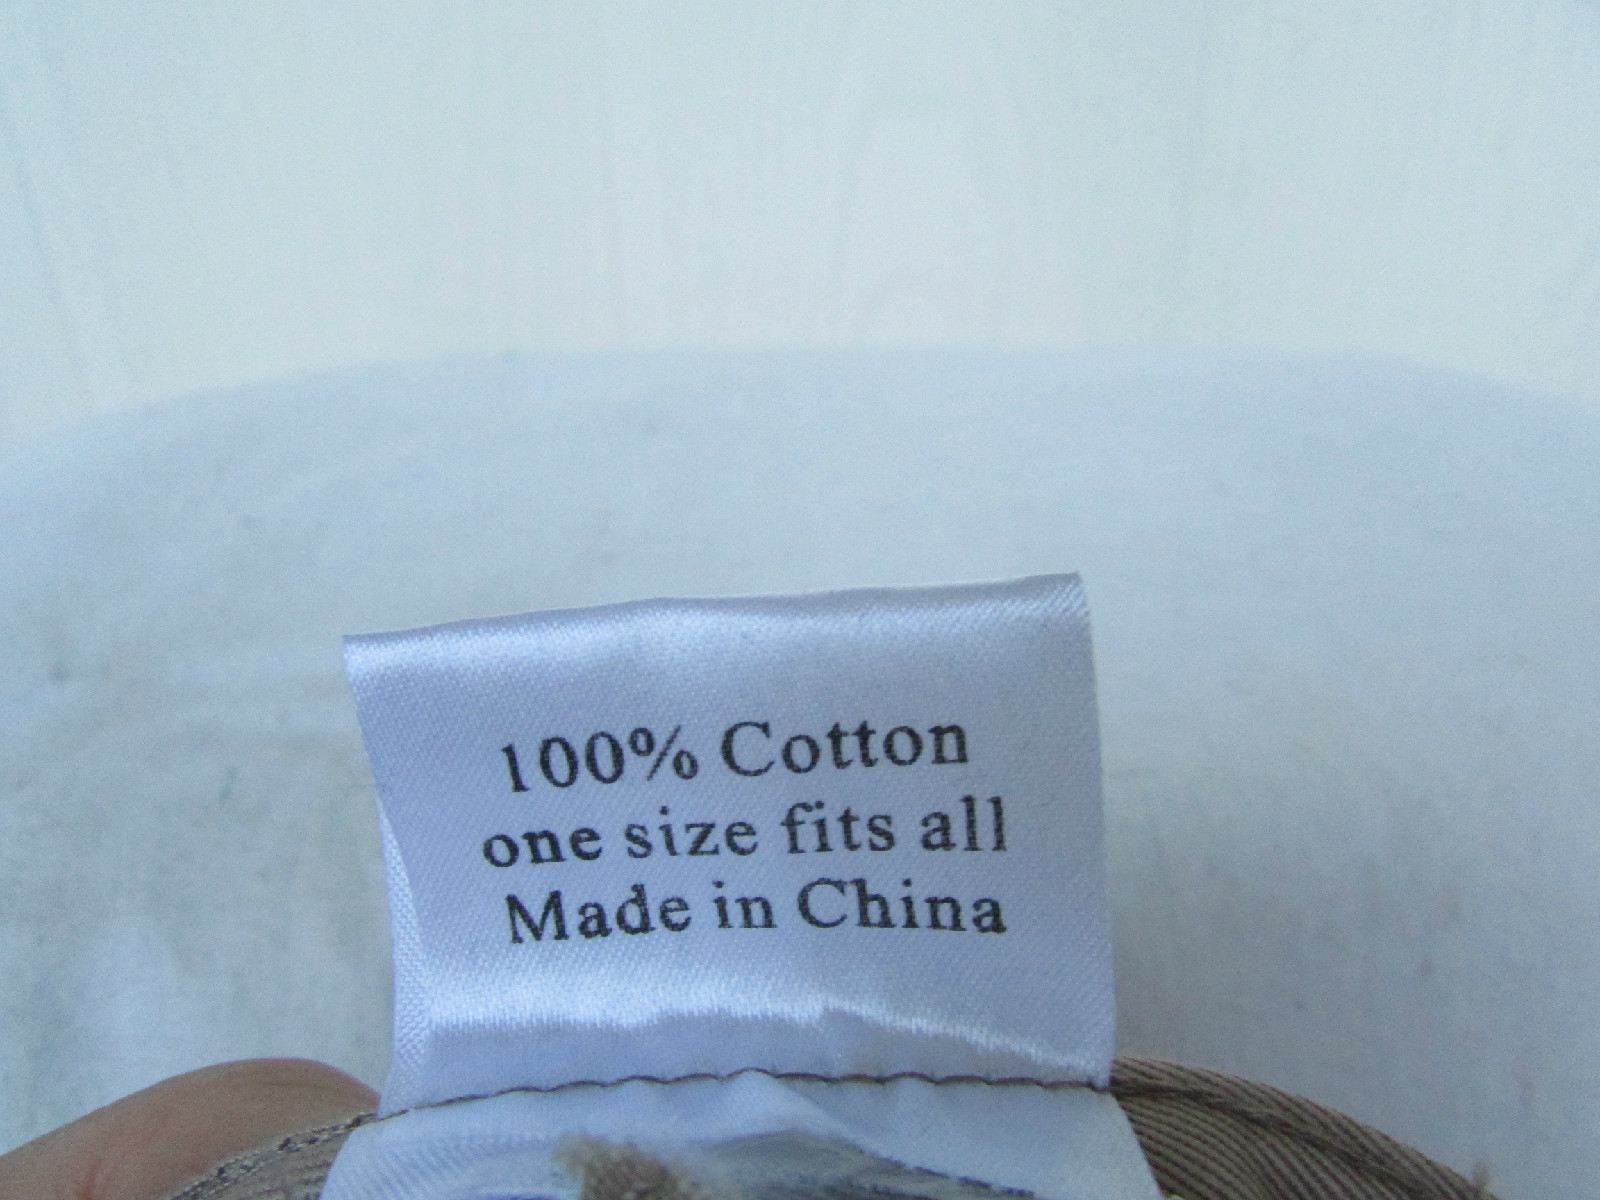 100% Cotton
one size fits all
Made in China